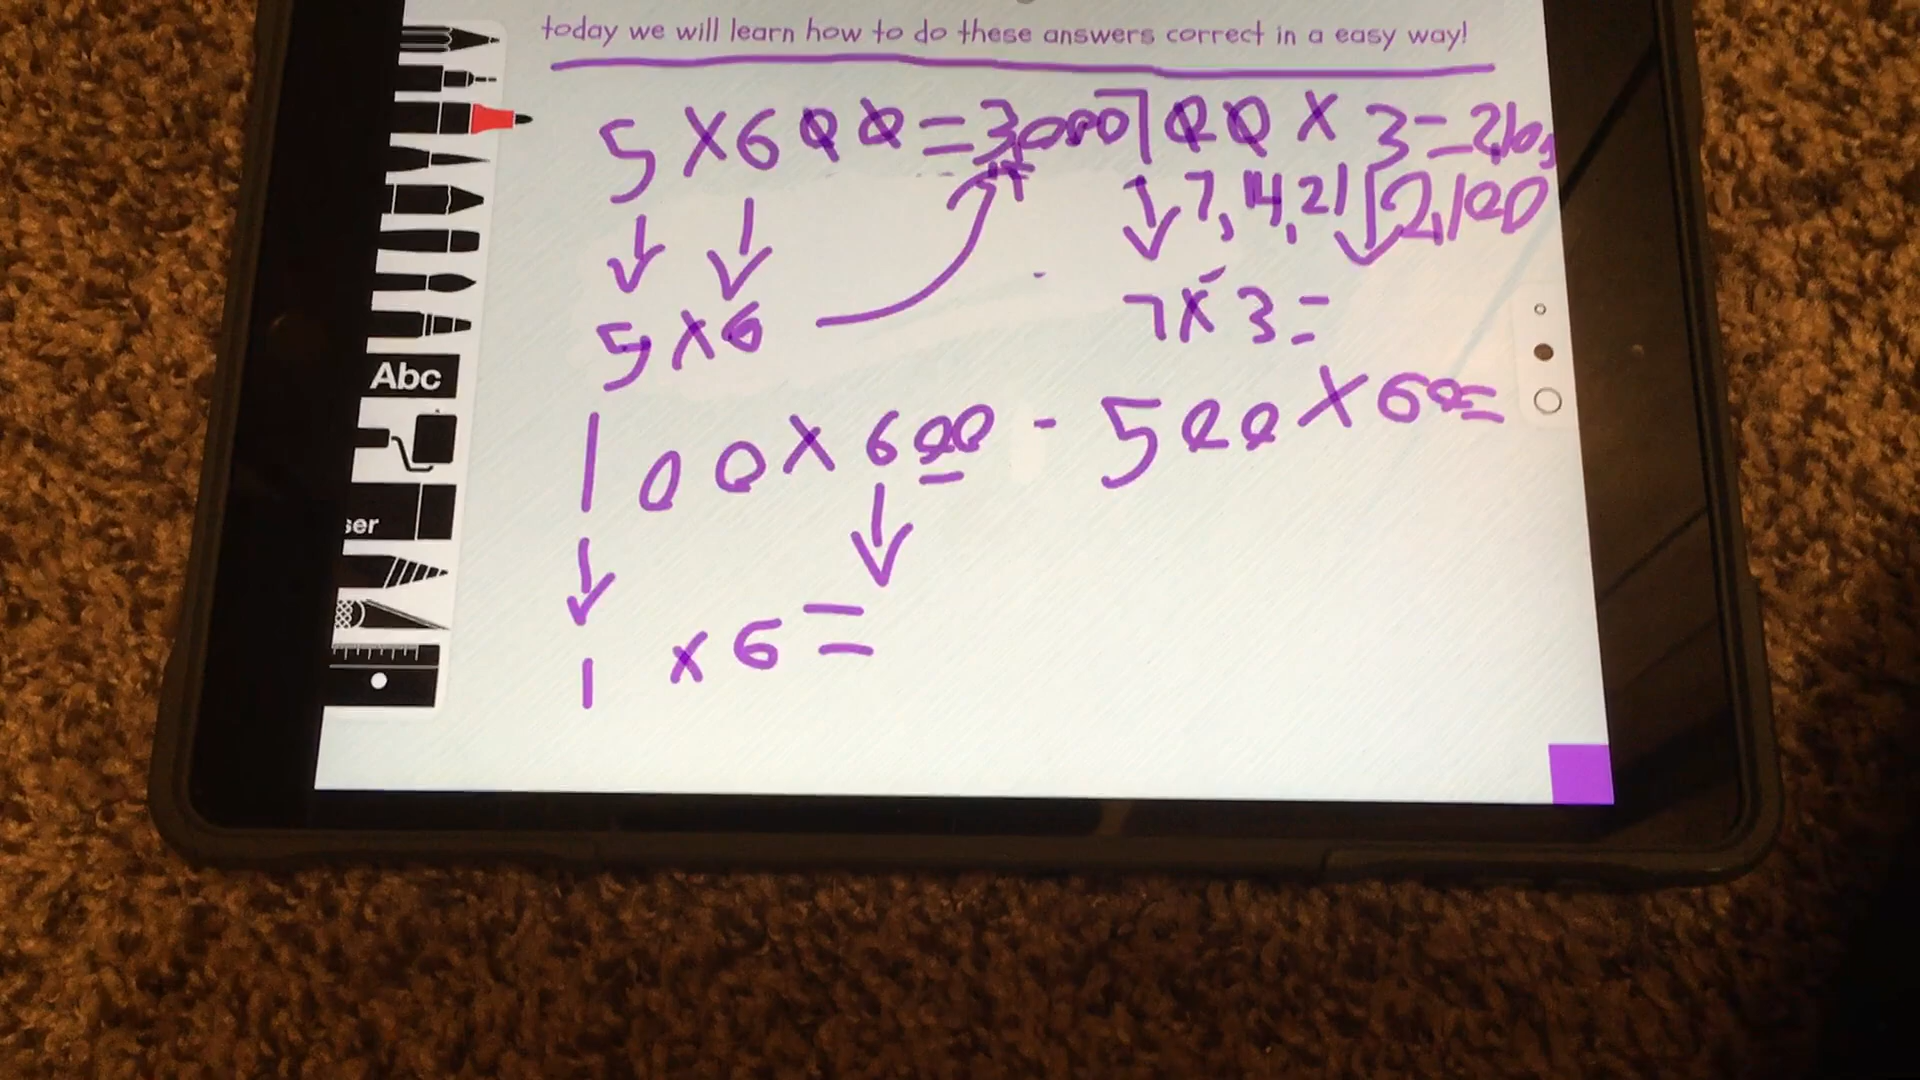 today we will learn how to do these answers correct in a easy way!
5 X 600 = 3000 700 X 3 = 2,100
7, 14, 21 2,100
5 X 6 7 X 3 =
100 X 600 - 500 X 60 =
1 x 6 =
Abc
ser